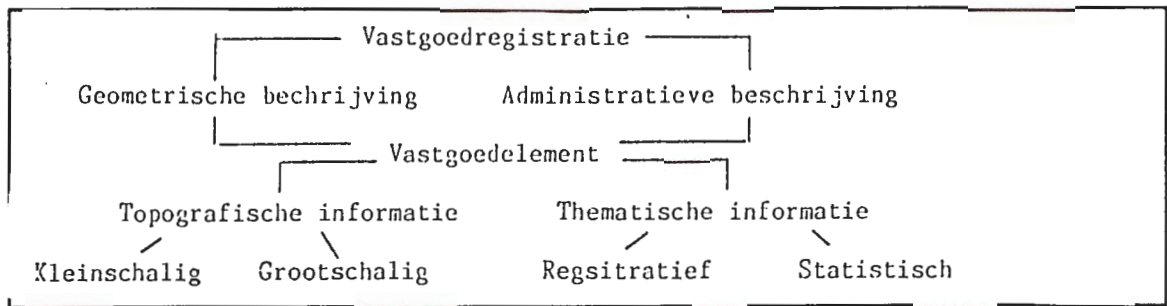 Vastgoedregistratie
Geometrische bechrijving Administratieve beschrijving
Vastgoedelement
Topografische informatie Thematische informatie
Kleinschalig Grootschalig Regsitratief Statistisch